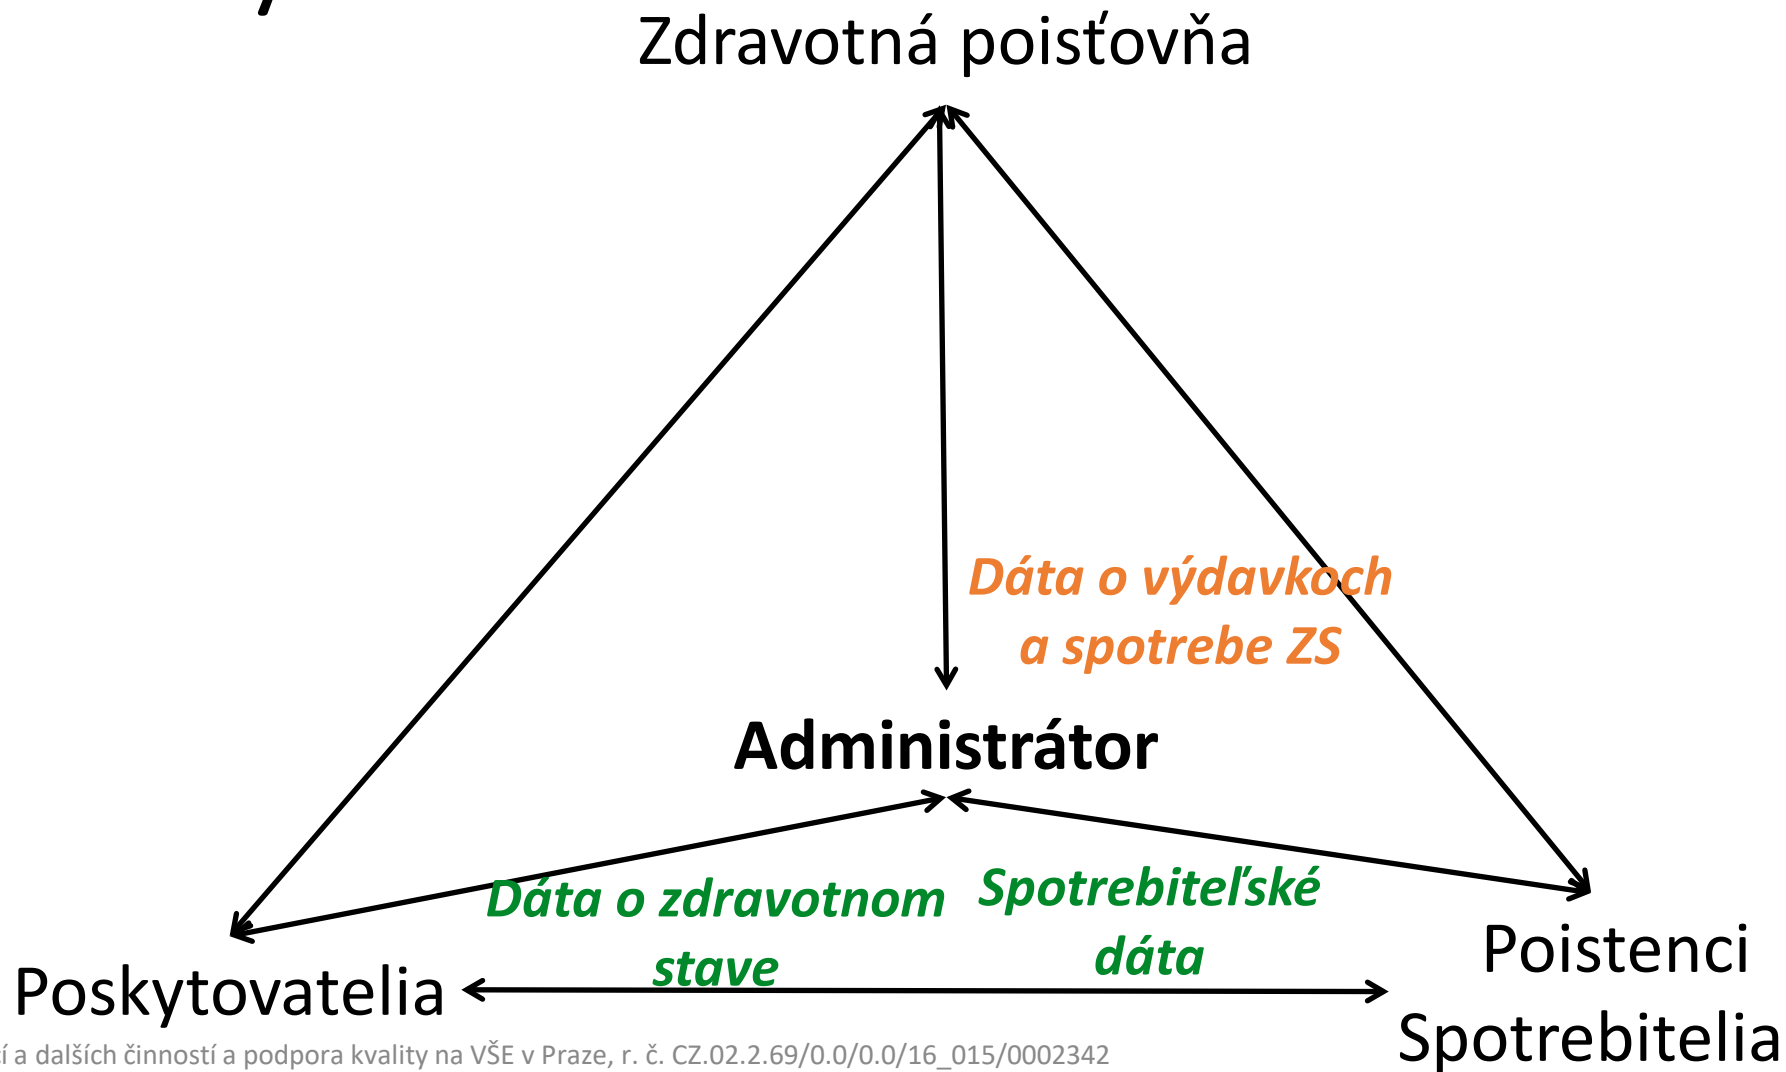 Zdravotná poisťovňa
Dáta o výdavkoch
a spotrebe ZS
Administrátor
Dáta o zdravotnom
stave
Spotrebiteľské
dáta
Poskytovatelia
Poistenci
Spotrebitelia
a dalších činností a podpora kvality na VŠE v Praze, r. č. CZ.02.2.69/0.0/0.0/16_015/0002342